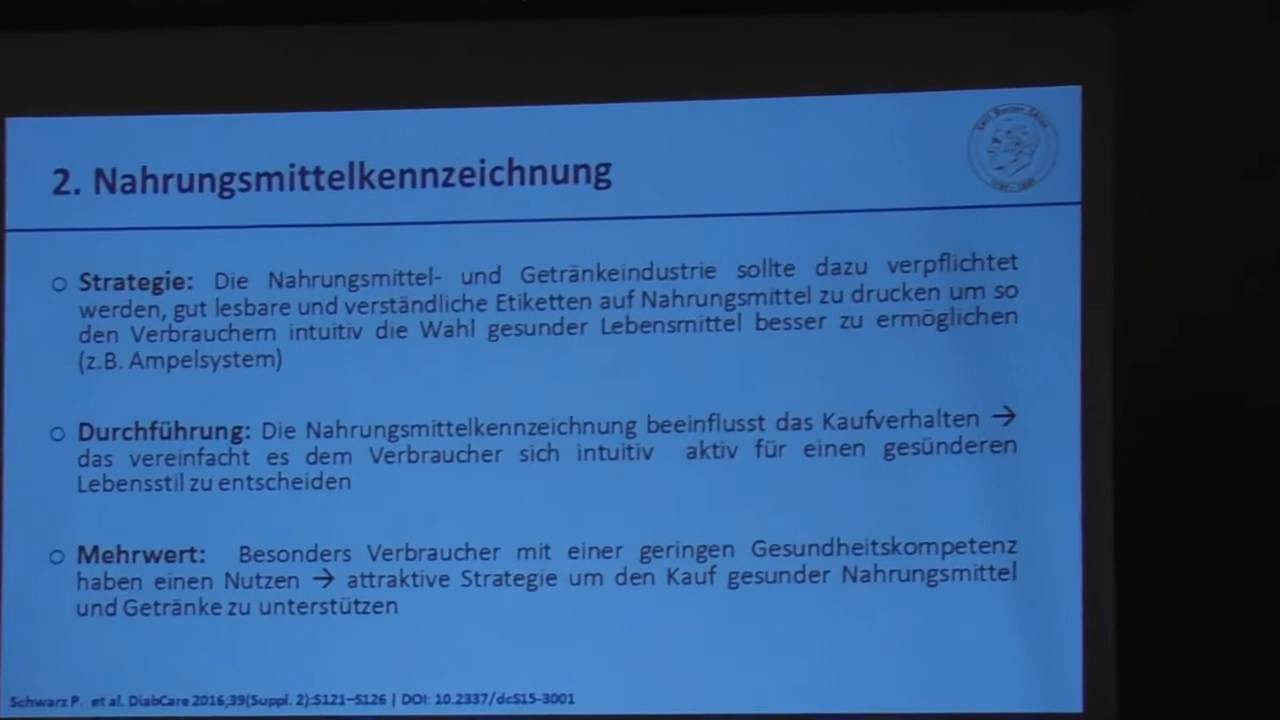 2. Nahrungsmittelkennzeichnung
○ Strategie: Die Nahrungsmittel- und Getränkeindustrie sollte dazu verpflichtet
werden, gut lesbare und verständliche Etiketten auf Nahrungsmittel zu drucken um so
den Verbrauchern intuitiv die Wahl gesunder Lebensmittel besser zu ermöglichen
(z.B. Ampelsystem)
○ Durchführung: Die Nahrungsmittelkennzeichnung beeinflusst das Kaufverhalten →
das vereinfacht es dem Verbraucher sich intuitiv aktiv für einen gesünderen
Lebensstil zu entscheiden
○ Mehrwert: Besonders Verbraucher mit einer geringen Gesundheitskompetenz
haben einen Nutzen → attraktive Strategie um den Kauf gesunder Nahrungsmittel
und Getränke zu unterstützen
Schwarz P. et al. DiabCare 2016;39(Suppl. 2):S121–S126 | DOI: 10.2337/dcS15-3001